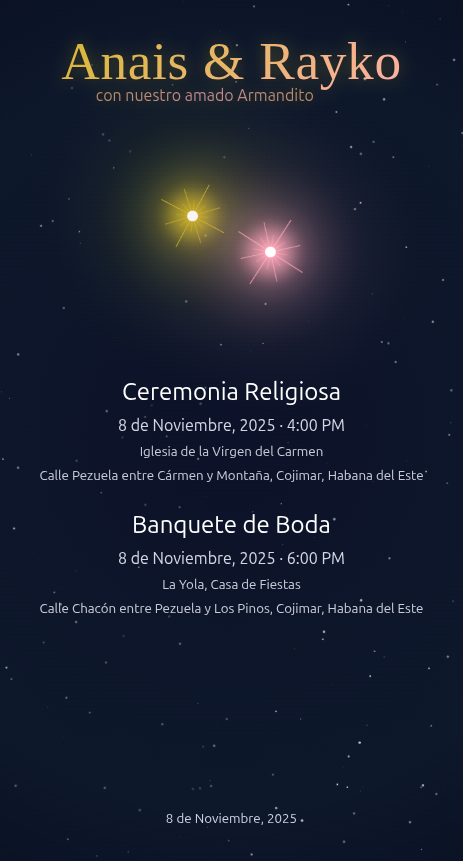 Anais & Rayko
con nuestro amado Armandito
Ceremonia Religiosa
8 de Noviembre, 2025 · 4:00 PM
Iglesia de la Virgen del Carmen
Calle Pezuela entre Cármen y Montaña, Cojimar, Habana del Este
Banquete de Boda
8 de Noviembre, 2025 · 6:00 PM
La Yola, Casa de Fiestas
Calle Chacón entre Pezuela y Los Pinos, Cojimar, Habana del Este
8 de Noviembre, 2025